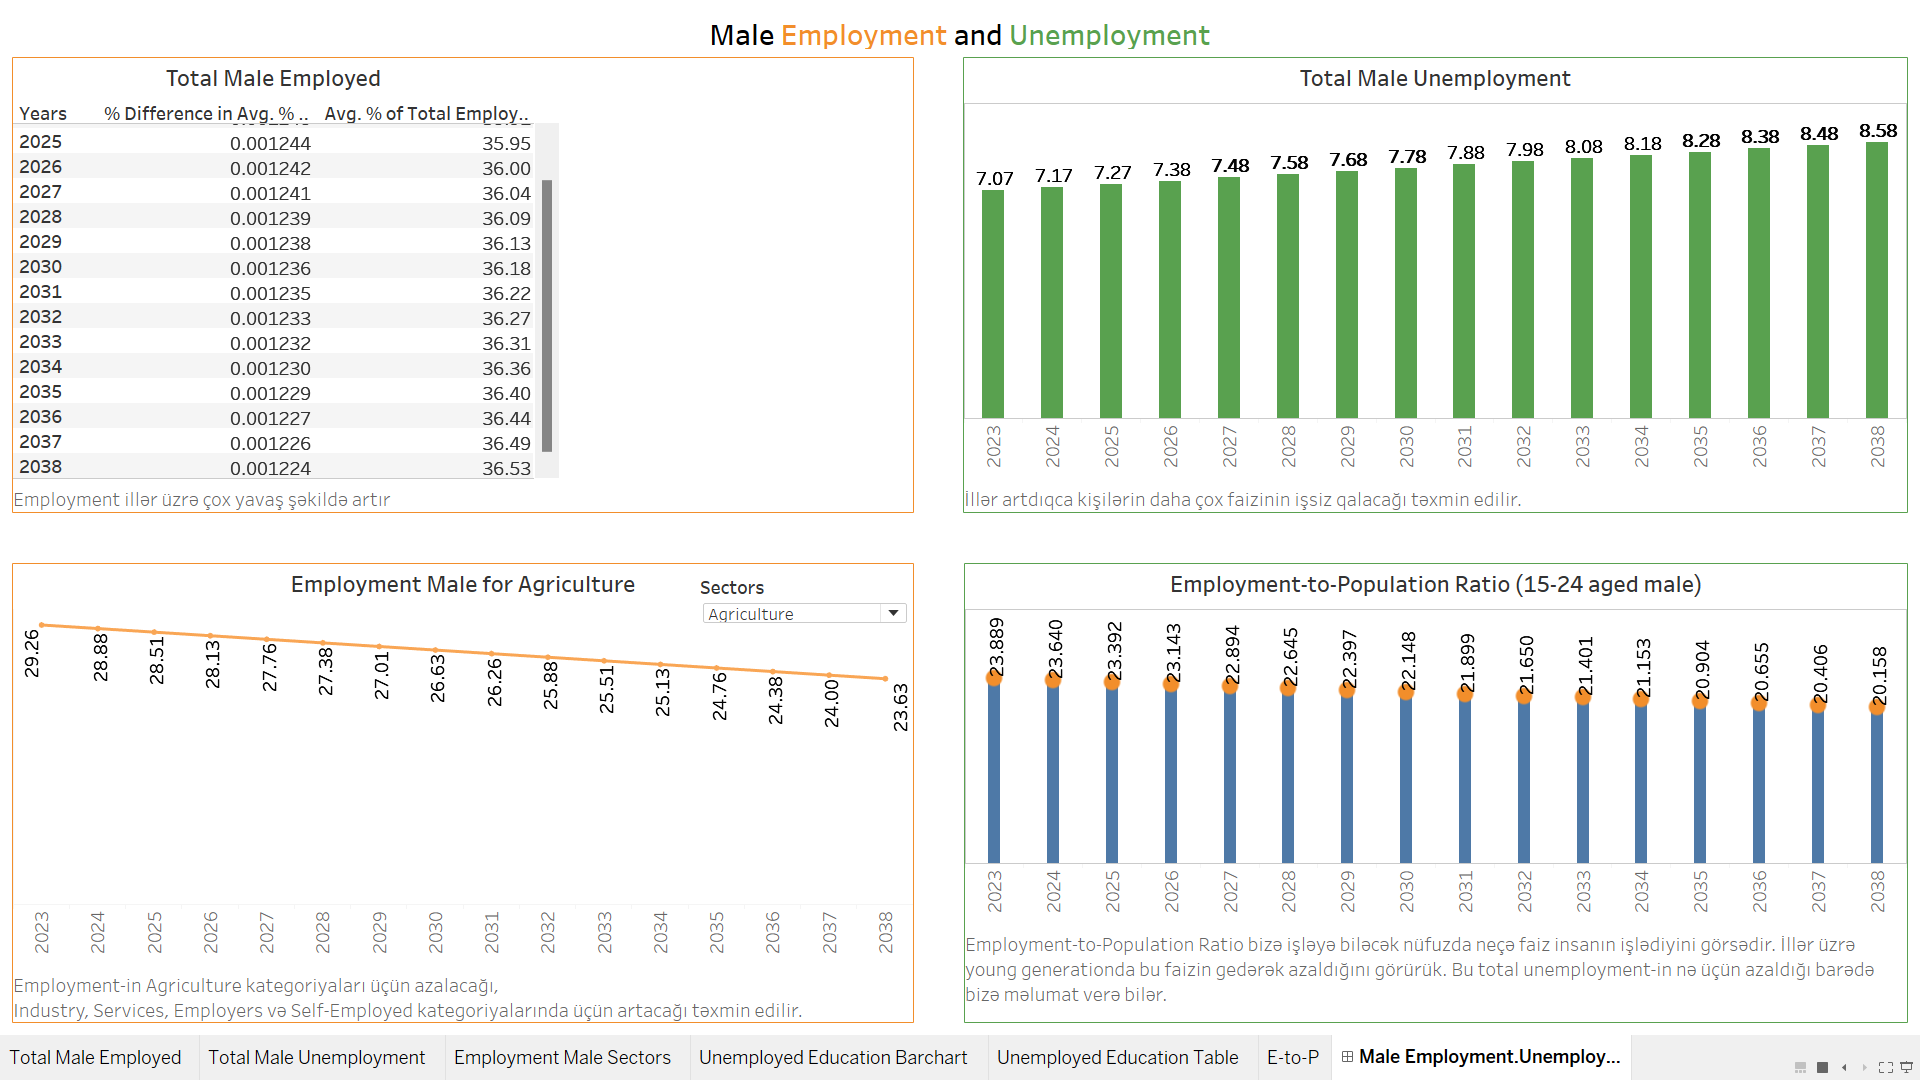 Male Employment and Unemployment
Total Male Employed
Years % Difference in Avg. % .. Avg. % of Total Employ..
2025 0.001244 35.95
2026 0.001242 36.00
2027 0.001241 36.04
2028 0.001239 36.09
2029 0.001238 36.13
2030 0.001236 36.18
2031 0.001235 36.22
2032 0.001233 36.27
2033 0.001232 36.31
2034 0.001230 36.36
2035 0.001229 36.40
2036 0.001227 36.44
2037 0.001226 36.49
2038 0.001224 36.53
Employment illər üzrə çox yavaş şəkildə artır
Total Male Unemployment
7.07 7.17 7.27 7.38 7.48 7.58 7.68 7.78 7.88 7.98 8.08 8.18 8.28 8.38 8.48 8.58
2023 2024 2025 2026 2027 2028 2029 2030 2031 2032 2033 2034 2035 2036 2037 2038
İllər artdıqca kişilərin daha çox faizinin işsiz qalacağı təxmin edilir.
Employment Male for Agriculture
Sectors
Agriculture
29.26 28.88 28.51 28.13 27.76 27.38 27.01 26.63 26.26 25.88 25.51 25.13 24.76 24.38 24.00 23.63
2023 2024 2025 2026 2027 2028 2029 2030 2031 2032 2033 2034 2035 2036 2037 2038
Employment-in Agriculture kategoriyaları üçün azalacağı,
Industry, Services, Employers və Self-Employed kategoriyalarında üçün artacağı təxmin edilir.
Employment-to-Population Ratio (15-24 aged male)
23.889 23.640 23.392 23.143 22.894 22.645 22.397 22.148 21.899 21.650 21.401 21.153 20.904 20.655 20.406 20.158
2023 2024 2025 2026 2027 2028 2029 2030 2031 2032 2033 2034 2035 2036 2037 2038
Employment-to-Population Ratio bizə işləyə biləcək nüfuzda neçə faiz insanın işlədiyini görsədir. İllər üzrə
young generationda bu faizin gedərək azaldığını görürük. Bu total unemployment-in nə üçün azaldığı barədə
bizə məlumat verə bilər.
Total Male Employed Total Male Unemployment Employment Male Sectors Unemployed Education Barchart Unemployed Education Table E-to-P Male Employment.Unemploy...